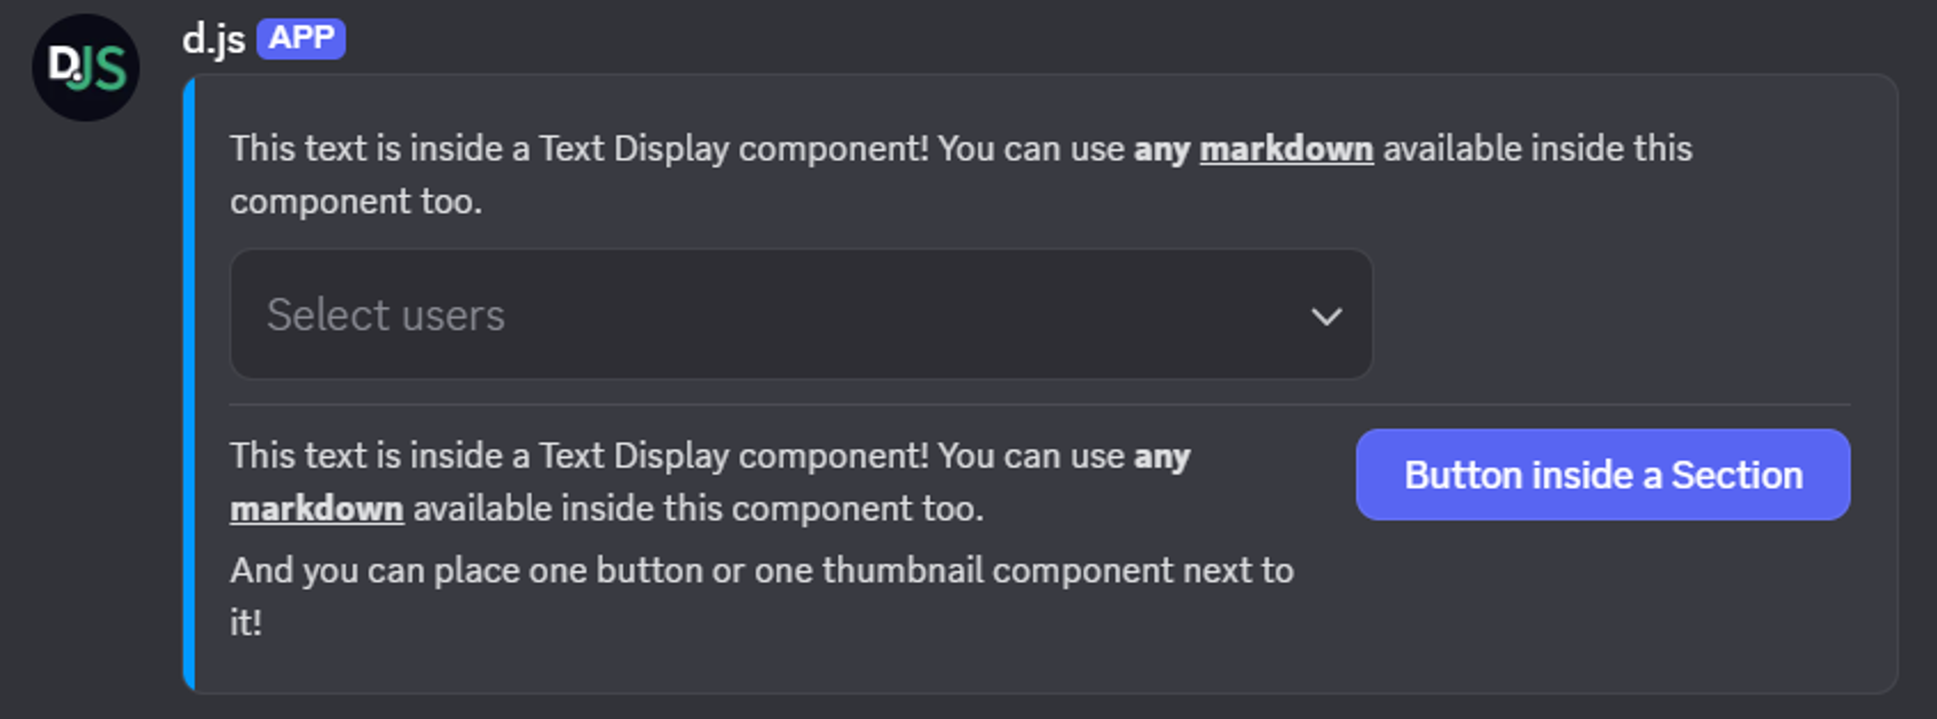 D.JS
d.js APP
This text is inside a Text Display component! You can use any markdown available inside this
component too.
Select users
This text is inside a Text Display component! You can use any
markdown available inside this component too.
Button inside a Section
And you can place one button or one thumbnail component next to
it!